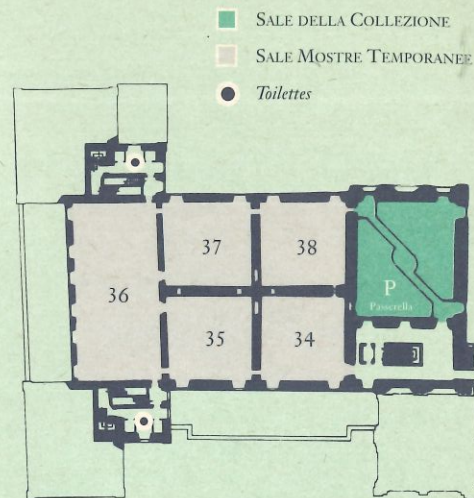 SALE DELLA COLLEZIONE
SALE MOSTRE TEMPORANEE
Toilettes
37
38
36
P
Passerella
35
34